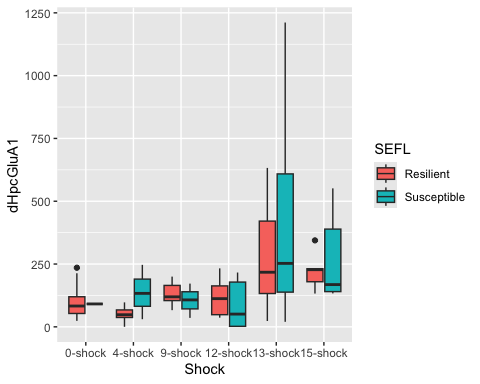 1250
1000
750
500
250
0
dHpcGluA1
0-shock 4-shock 9-shock 12-shock 13-shock 15-shock
Shock
SEFL
Resilient
Susceptible